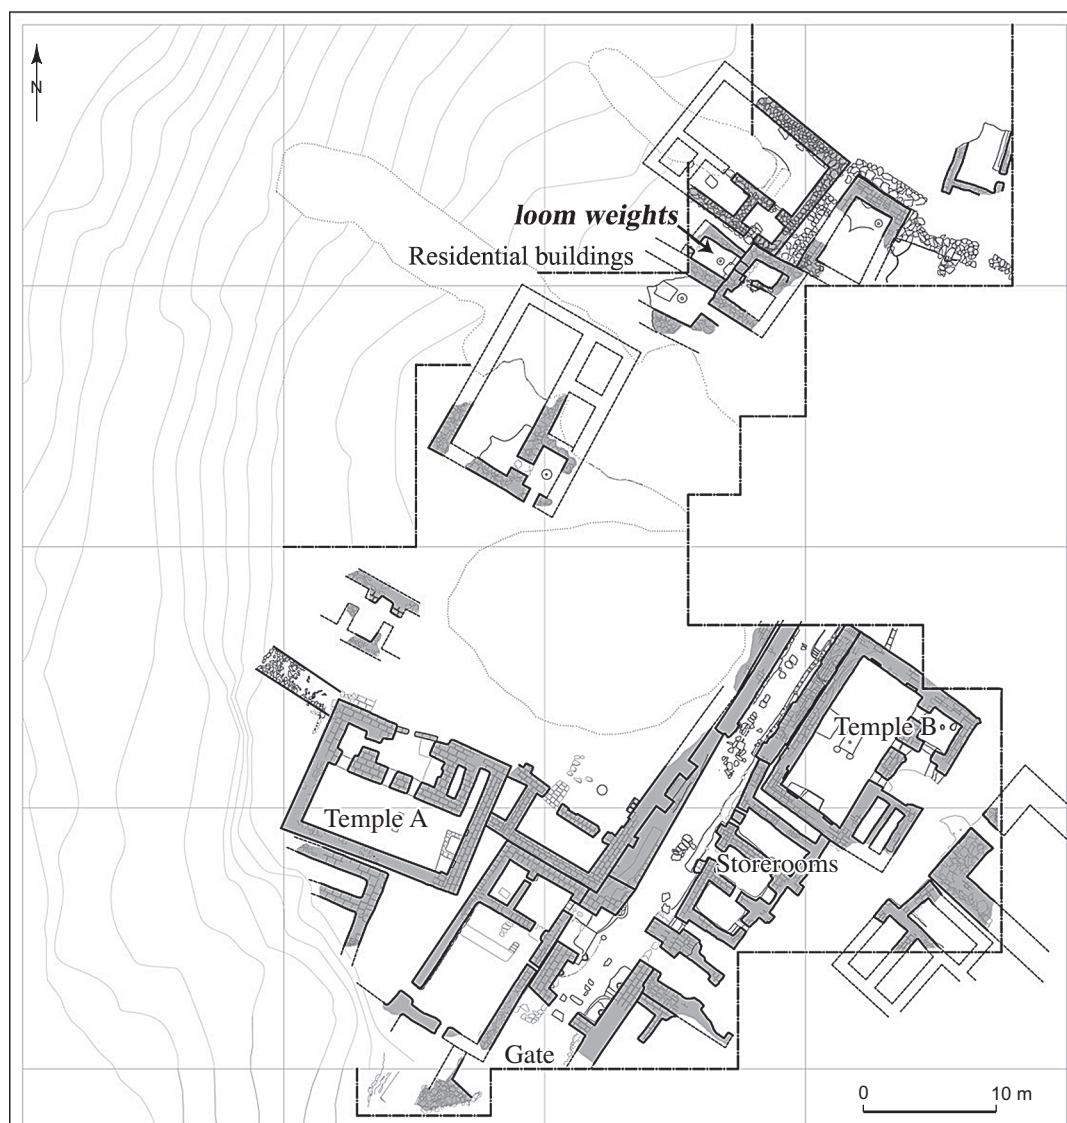 N
loom weights
Residential buildings
Temple B
Temple A
Storerooms
Gate
0 10 m